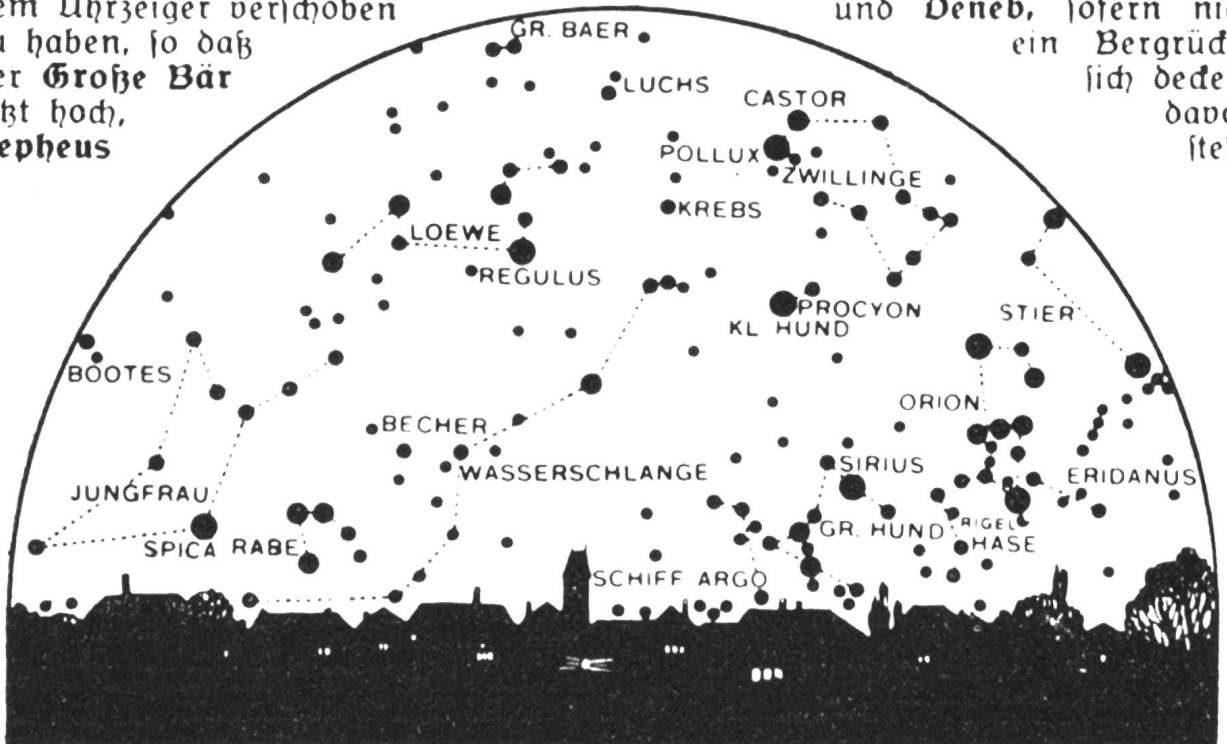 em Uhrzeiger verſchoben
u haben, ſo daß
er Große Bär
tzt hoch,
epheus
und Deneb, ſofern ni
ein Bergrück
ſich decke
davo
ſte
GR. BAER
LUCHS
CASTOR
POLLUX
ZWILLINGE
KREBS
LOEWE
REGULUS
PROCYON
KL HUND
STIER
BOOTES
ORION
BECHER
WASSERSCHLANGE
SIRIUS
ERIDANUS
JUNGFRAU
GR. HUND
RIGEL
HASE
SPICA RABE
SCHIFF ARGO